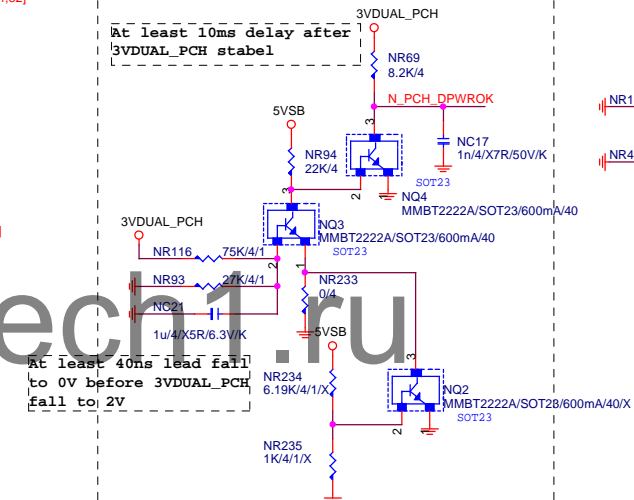 At least 10ms delay after
3VDUAL_PCH stabel
3VDUAL_PCH
NR69
8.2K/4
N_PCH_DPWROK
NR1
5VSB
3
NC17
1n/4/X7R/50V/K
NR94
22K/4
NR4
SOT23
2
1
NQ4
MMBT2222A/SOT23/600mA/40
3
3VDUAL_PCH
NQ3
MMBT2222A/SOT23/600mA/40
SOT23
NR116
75K/4/1
2
1
NR93
27K/4/1
NR233
0/4
NC21
1u/4/X5R/6.3V/K
ech1.ru
5VSB
At least 40ns lead fall
to 0V before 3VDUAL_PCH
fall to 2V
3
NR234
6.19K/4/1/X
NQ2
MMBT2222A/SOT23/600mA/40/X
SOT23
2
1
NR235
1K/4/1/X